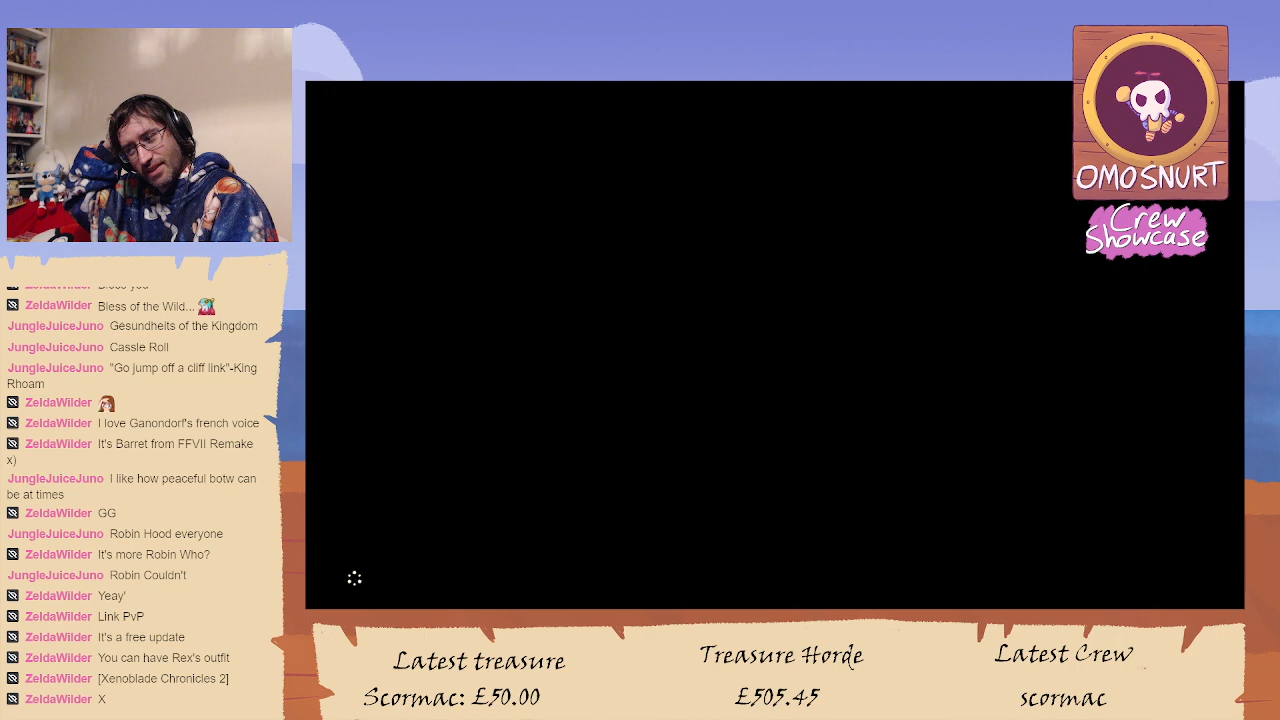 ZeldaWilder Bless you
ZeldaWilder Bless of the Wild...
JungleJuiceJuno Gesundheits of the Kingdom
JungleJuiceJuno Cassle Roll
JungleJuiceJuno "Go jump off a cliff link"-King
Rhoam
ZeldaWilder
ZeldaWilder I love Ganondorf's french voice
ZeldaWilder It's Barret from FFVII Remake
x)
JungleJuiceJuno I like how peaceful botw can
be at times
ZeldaWilder GG
JungleJuiceJuno Robin Hood everyone
ZeldaWilder It's more Robin Who?
JungleJuiceJuno Robin Couldn't
ZeldaWilder Yeay'
ZeldaWilder Link PvP
ZeldaWilder It's a free update
ZeldaWilder You can have Rex's outfit
ZeldaWilder [Xenoblade Chronicles 2]
ZeldaWilder X
OMOSNURT
Crew
Showcase
Latest treasure
Scormac: £50.00
Treasure Horde
£505.45
Latest Crew
scormac